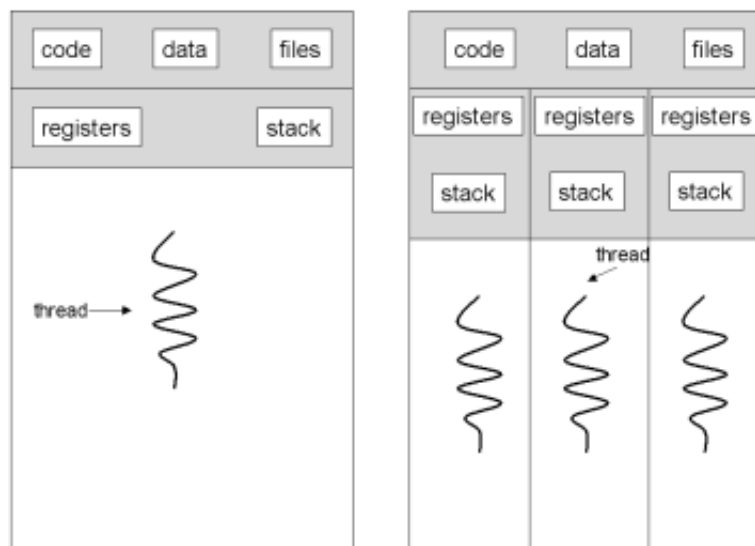 code data files
registers stack
thread
code data files
registers registers registers
stack stack stack
thread